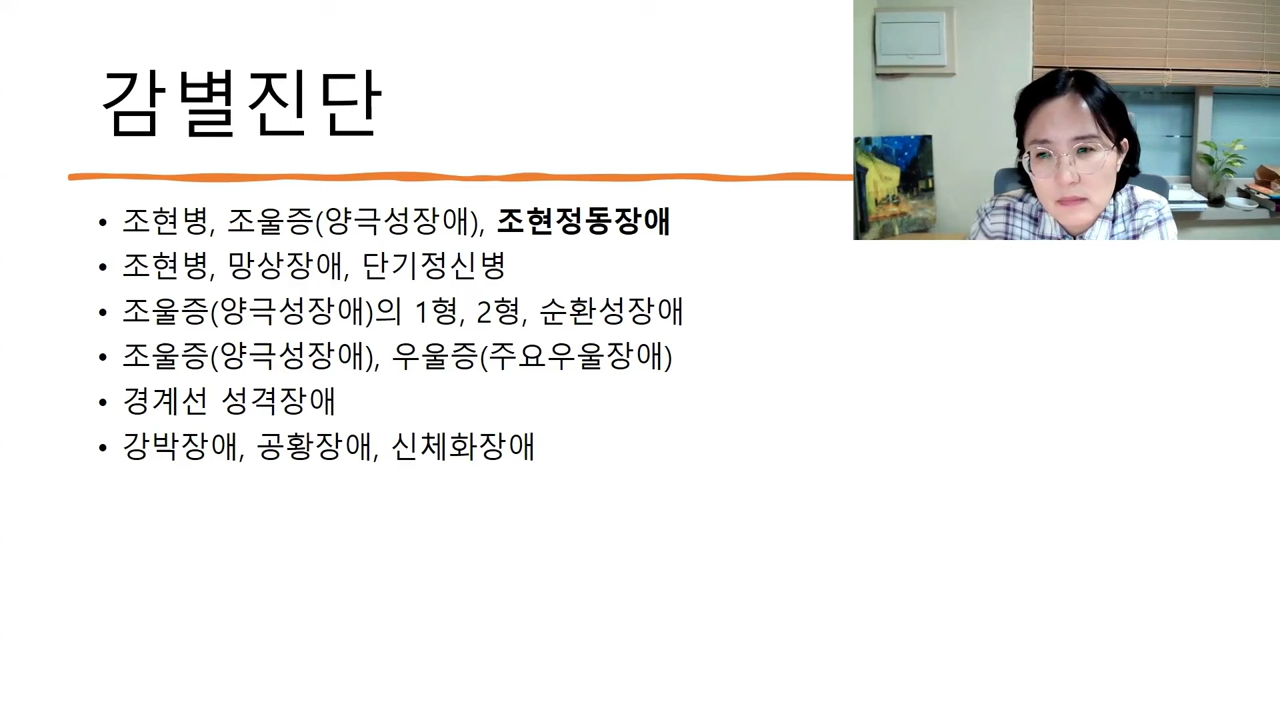 감별진단
• 조현병, 조울증(양극성장애), 조현정동장애
• 조현병, 망상장애, 단기정신병
• 조울증(양극성장애)의 1형, 2형, 순환성장애
• 조울증(양극성장애), 우울증(주요우울장애)
• 경계선 성격장애
• 강박장애, 공황장애, 신체화장애